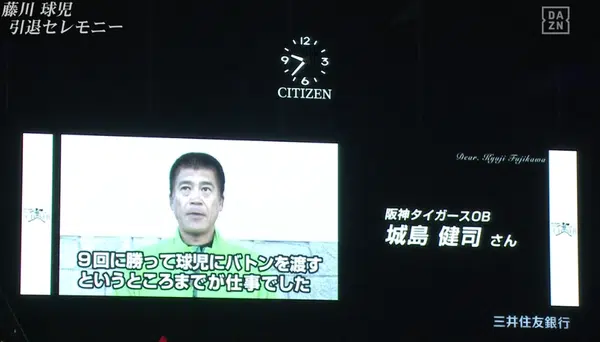 藤川 球児
引退セレモニー
DAZN
12
9
3
6
CITIZEN
Dear. Kyuji Fujikawa
阪神タイガースOB
城島 健司 さん
9回に勝って球児にバトンを渡す
というところまでが仕事でした
三井住友銀行